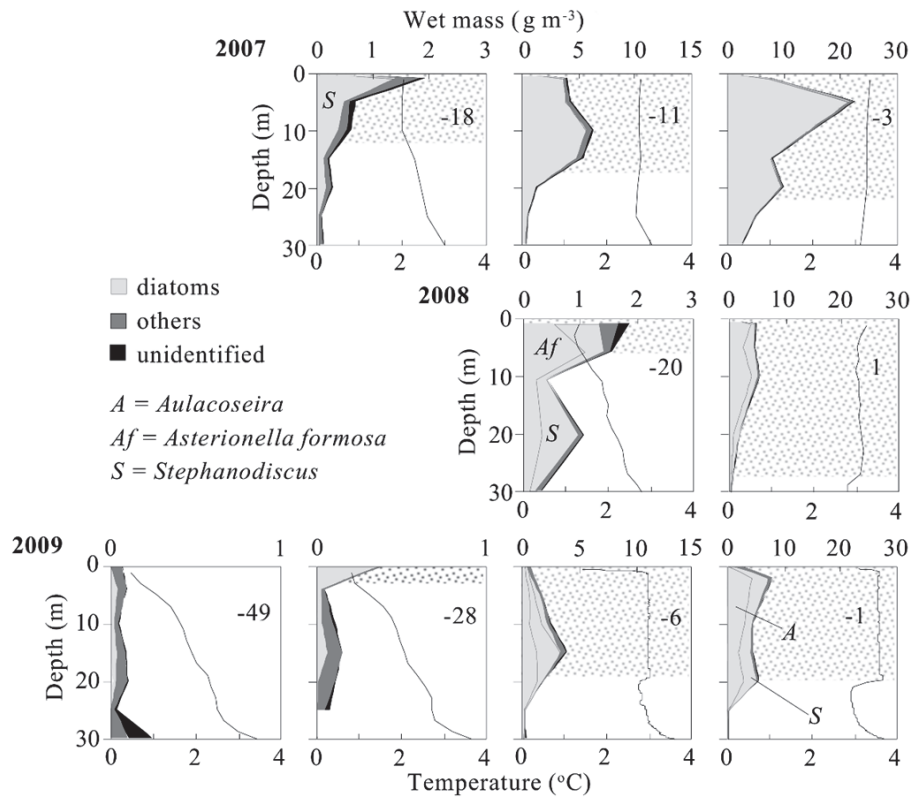 Wet mass (g m-3)
2007
0 1 2 3
0 5 10 15
0 10 20 30
0
10
20
30
Depth (m)
S
-18
-11
-3
0 2 4
0 2 4
0 2 4
diatoms
others
unidentified
A = Aulacoseira
Af = Asterionella formosa
S = Stephanodiscus
2008
0 1 2 3
0 10 20 30
0
10
20
30
Depth (m)
Af
S
-20
1
0 2 4
0 2 4
2009
0 1
0 1
0 5 10 15
0 10 20 30
0
10
20
30
Depth (m)
-49
-28
-6
-1
A
S
0 2 4
0 2 4
0 2 4
0 2 4
Temperature (°C)